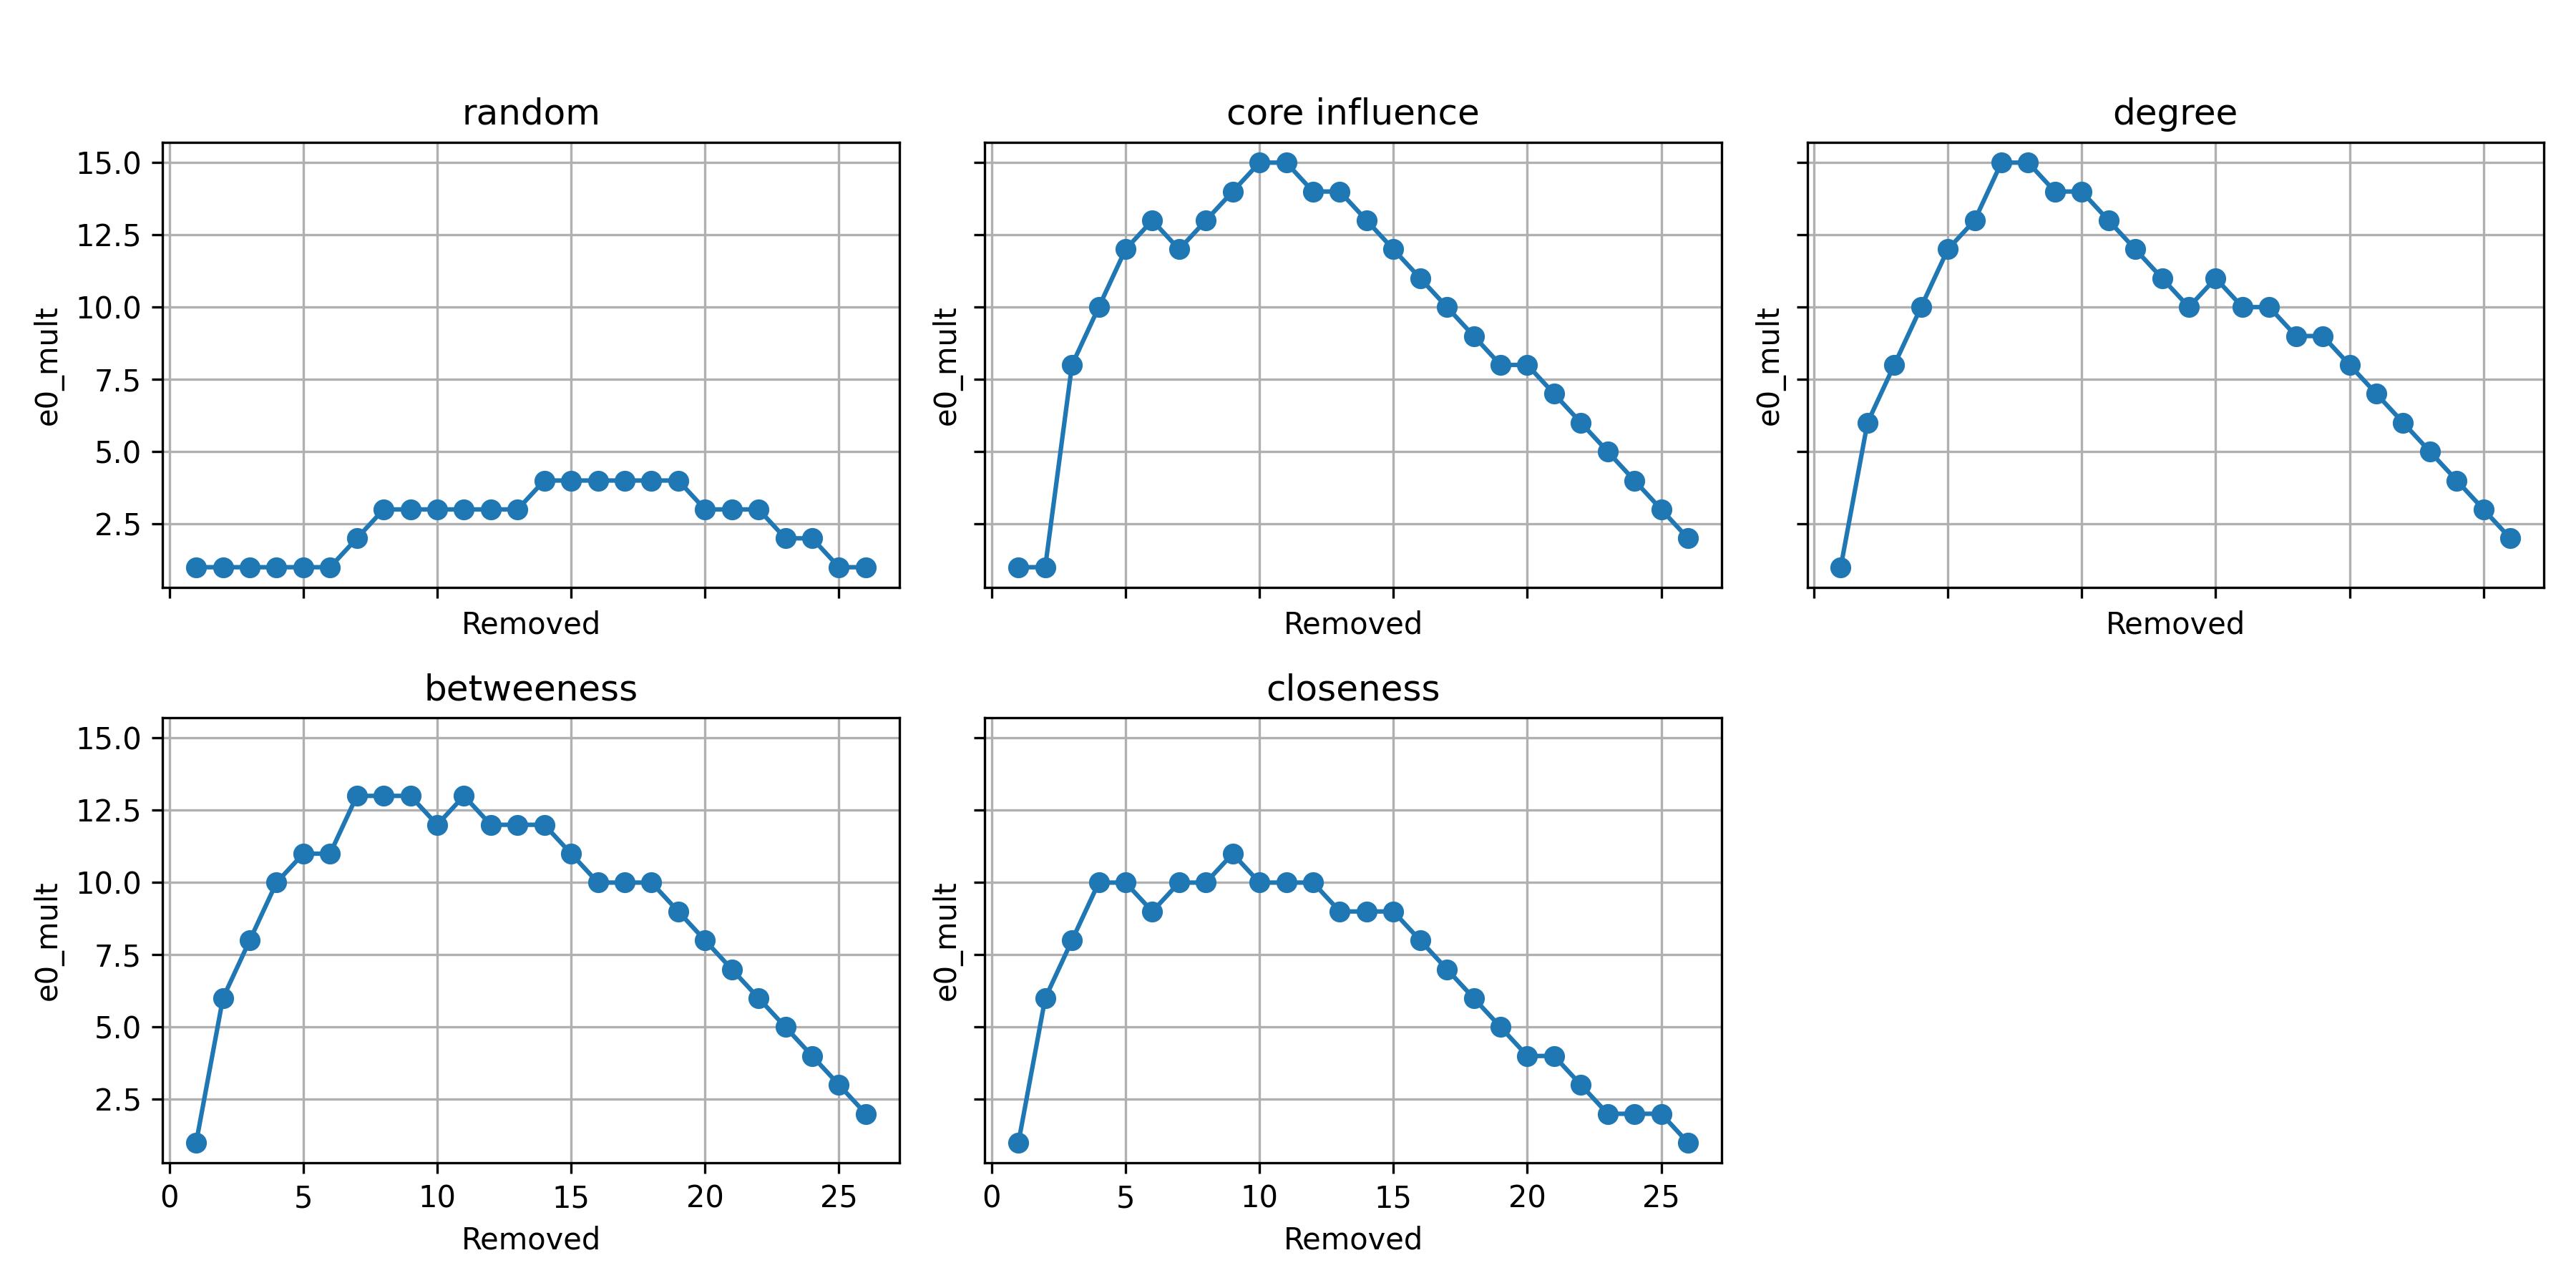 random
core influence
degree
15.0
12.5
10.0
7.5
5.0
2.5
e0_mult
e0_mult
e0_mult
Removed
Removed
Removed
betweeness
closeness
15.0
12.5
10.0
7.5
5.0
2.5
e0_mult
e0_mult
0 5 10 15 20 25
0 5 10 15 20 25
Removed
Removed